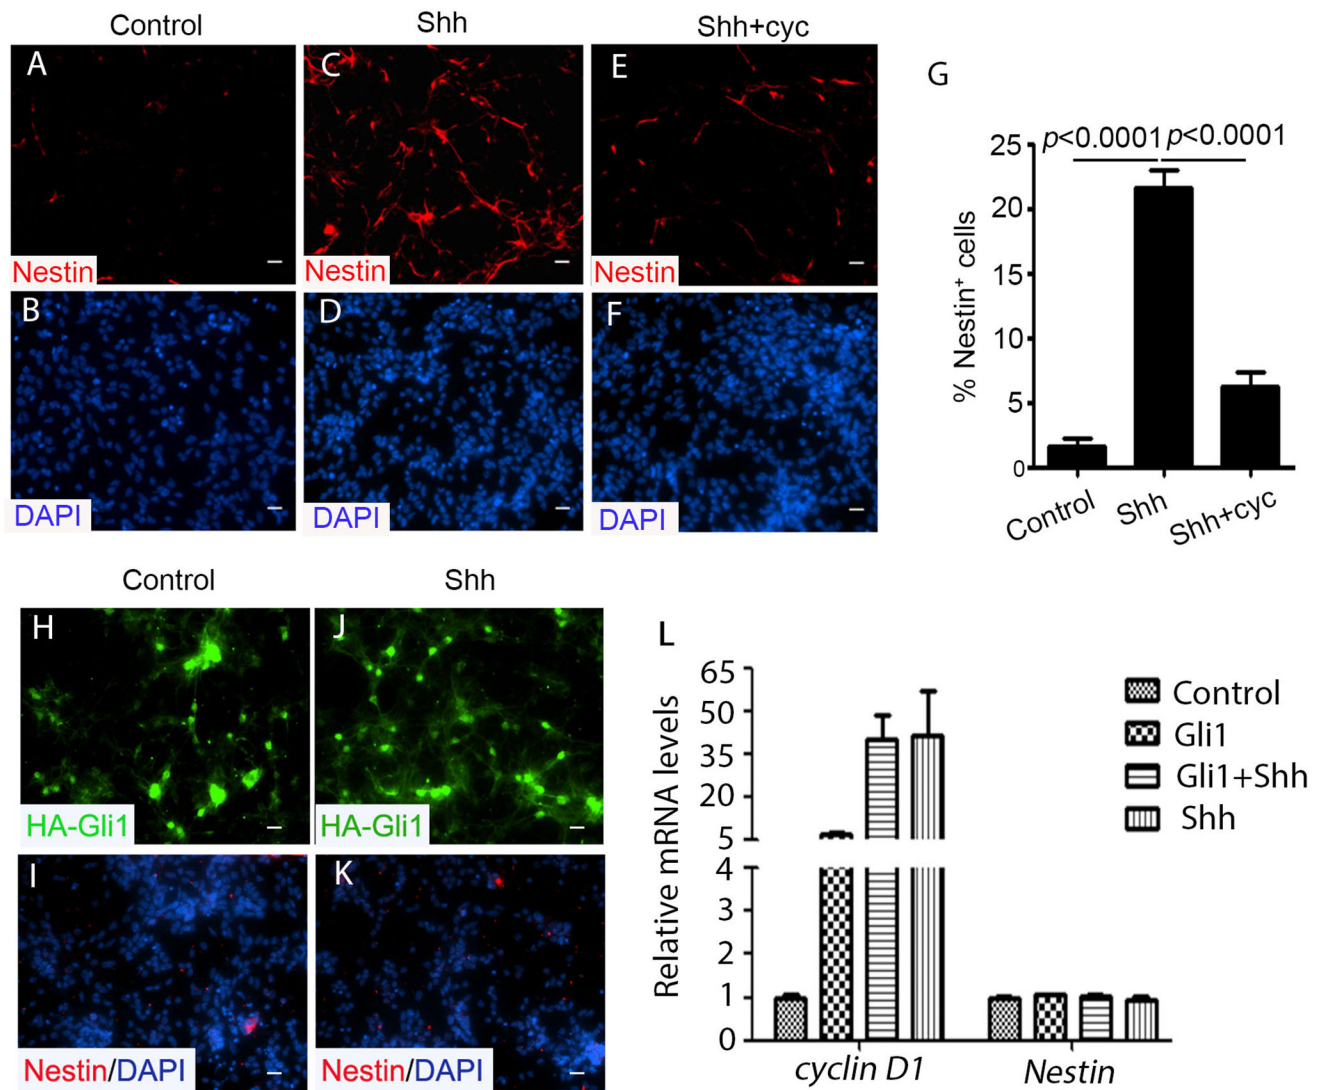 Control
Shh
Shh+cyc
A
C
E
Nestin
Nestin
Nestin
B
D
F
DAPI
DAPI
DAPI
G
p<0.0001
p<0.0001
% Nestin⁺ cells
25
20
15
10
5
0
Control
Shh
Shh+cyc
Control
Shh
H
J
HA-Gli1
HA-Gli1
I
K
Nestin/DAPI
Nestin/DAPI
L
Relative mRNA levels
65
50
35
20
5
4
3
2
1
0
cyclin D1
Nestin
Control
Gli1
Gli1+Shh
Shh